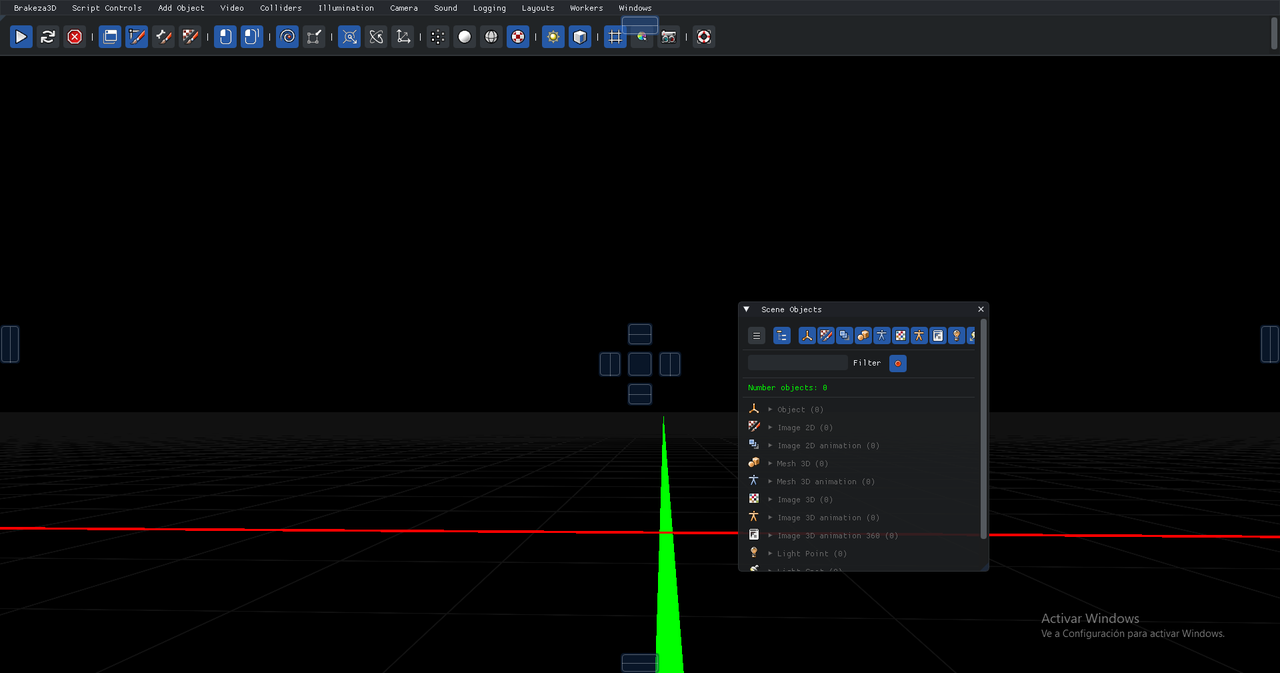 Brakeza3D Script Controls Add Object Video Colliders Illumination Camera Sound Logging Layouts Workers Windows
Scene Objects
Filter
Number objects: 0
Object (0)
Image 2D (0)
Image 2D animation (0)
Mesh 3D (0)
Mesh 3D animation (0)
Image 3D (0)
Image 3D animation (0)
Image 3D animation 360 (0)
Light Point (0)
Activar Windows
Ve a Configuración para activar Windows.